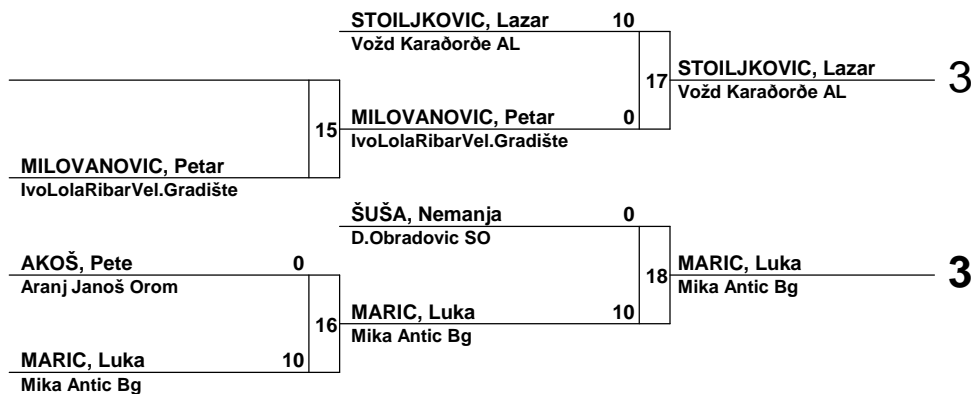 STOILJKOVIC, Lazar 10
Vožd Karaðorðe AL
17
STOILJKOVIC, Lazar
Vožd Karaðorðe AL
3
15
MILOVANOVIC, Petar 0
IvoLolaRibarVel.Gradište
MILOVANOVIC, Petar
IvoLolaRibarVel.Gradište
ŠUŠA, Nemanja 0
D.Obradovic SO
AKOŠ, Pete 0
Aranj Janoš Orom
18
MARIC, Luka
Mika Antic Bg
3
16
MARIC, Luka 10
Mika Antic Bg
MARIC, Luka 10
Mika Antic Bg